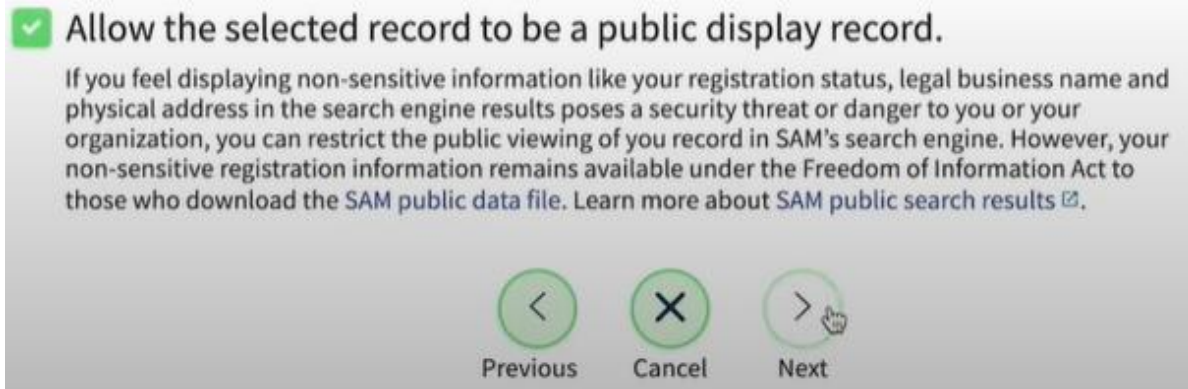 Allow the selected record to be a public display record.
If you feel displaying non-sensitive information like your registration status, legal business name and
physical address in the search engine results poses a security threat or danger to you or your
organization, you can restrict the public viewing of you record in SAM's search engine. However, your
non-sensitive registration information remains available under the Freedom of Information Act to
those who download the SAM public data file. Learn more about SAM public search results.
Previous Cancel Next